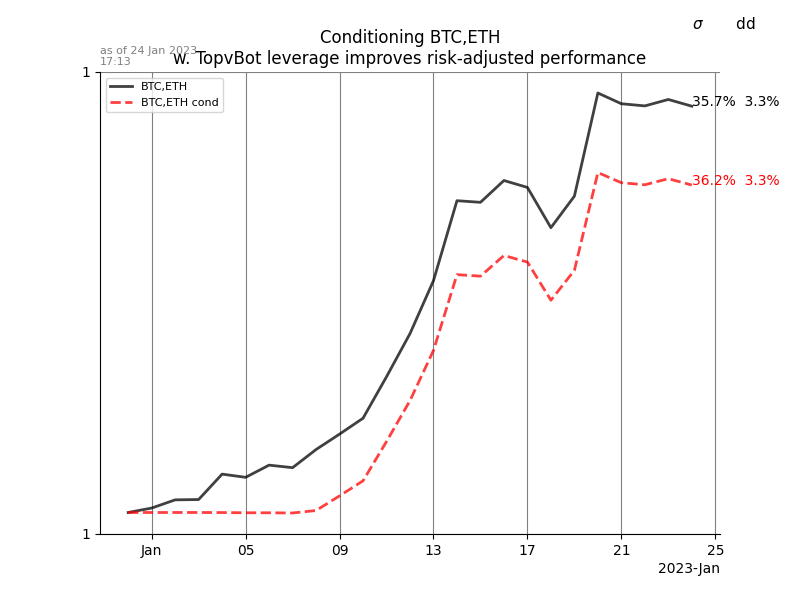 σ dd
Conditioning BTC,ETH
as of 24 Jan 2023
17:13
w. TopvBot leverage improves risk-adjusted performance
1
BTC,ETH
BTC,ETH cond
35.7% 3.3%
36.2% 3.3%
1
Jan 05 09 13 17 21 25
2023-Jan